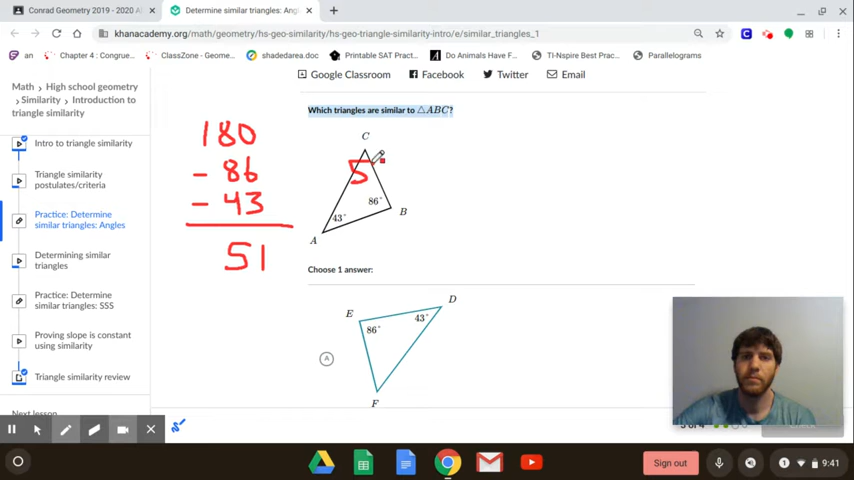 Conrad Geometry 2019 - 2020 A
Determine similar triangles: Angl
khanacademy.org/math/geometry/hs-geo-similarity/hs-geo-triangle-similarity-intro/e/similar_triangles_1
an
Chapter 4 : Congrue...
ClassZone - Geome...
shadedarea.doc
Printable SAT Pract...
Do Animals Have F...
TI-Nspire Best Prac...
Parallelograms
Math > High school geometry
> Similarity > Introduction to
triangle similarity
Google Classroom
Facebook
Twitter
Email
Intro to triangle similarity
Triangle similarity
postulates/criteria
Practice: Determine
similar triangles: Angles
Determining similar
triangles
Practice: Determine
similar triangles: SSS
Proving slope is constant
using similarity
Triangle similarity review
Next lesson
180
- 86
- 43
51
Which triangles are similar to △ABC?
C
5
86°
B
43°
A
Choose 1 answer:
D
E
43°
86°
A
F
Sign out
1
9:41